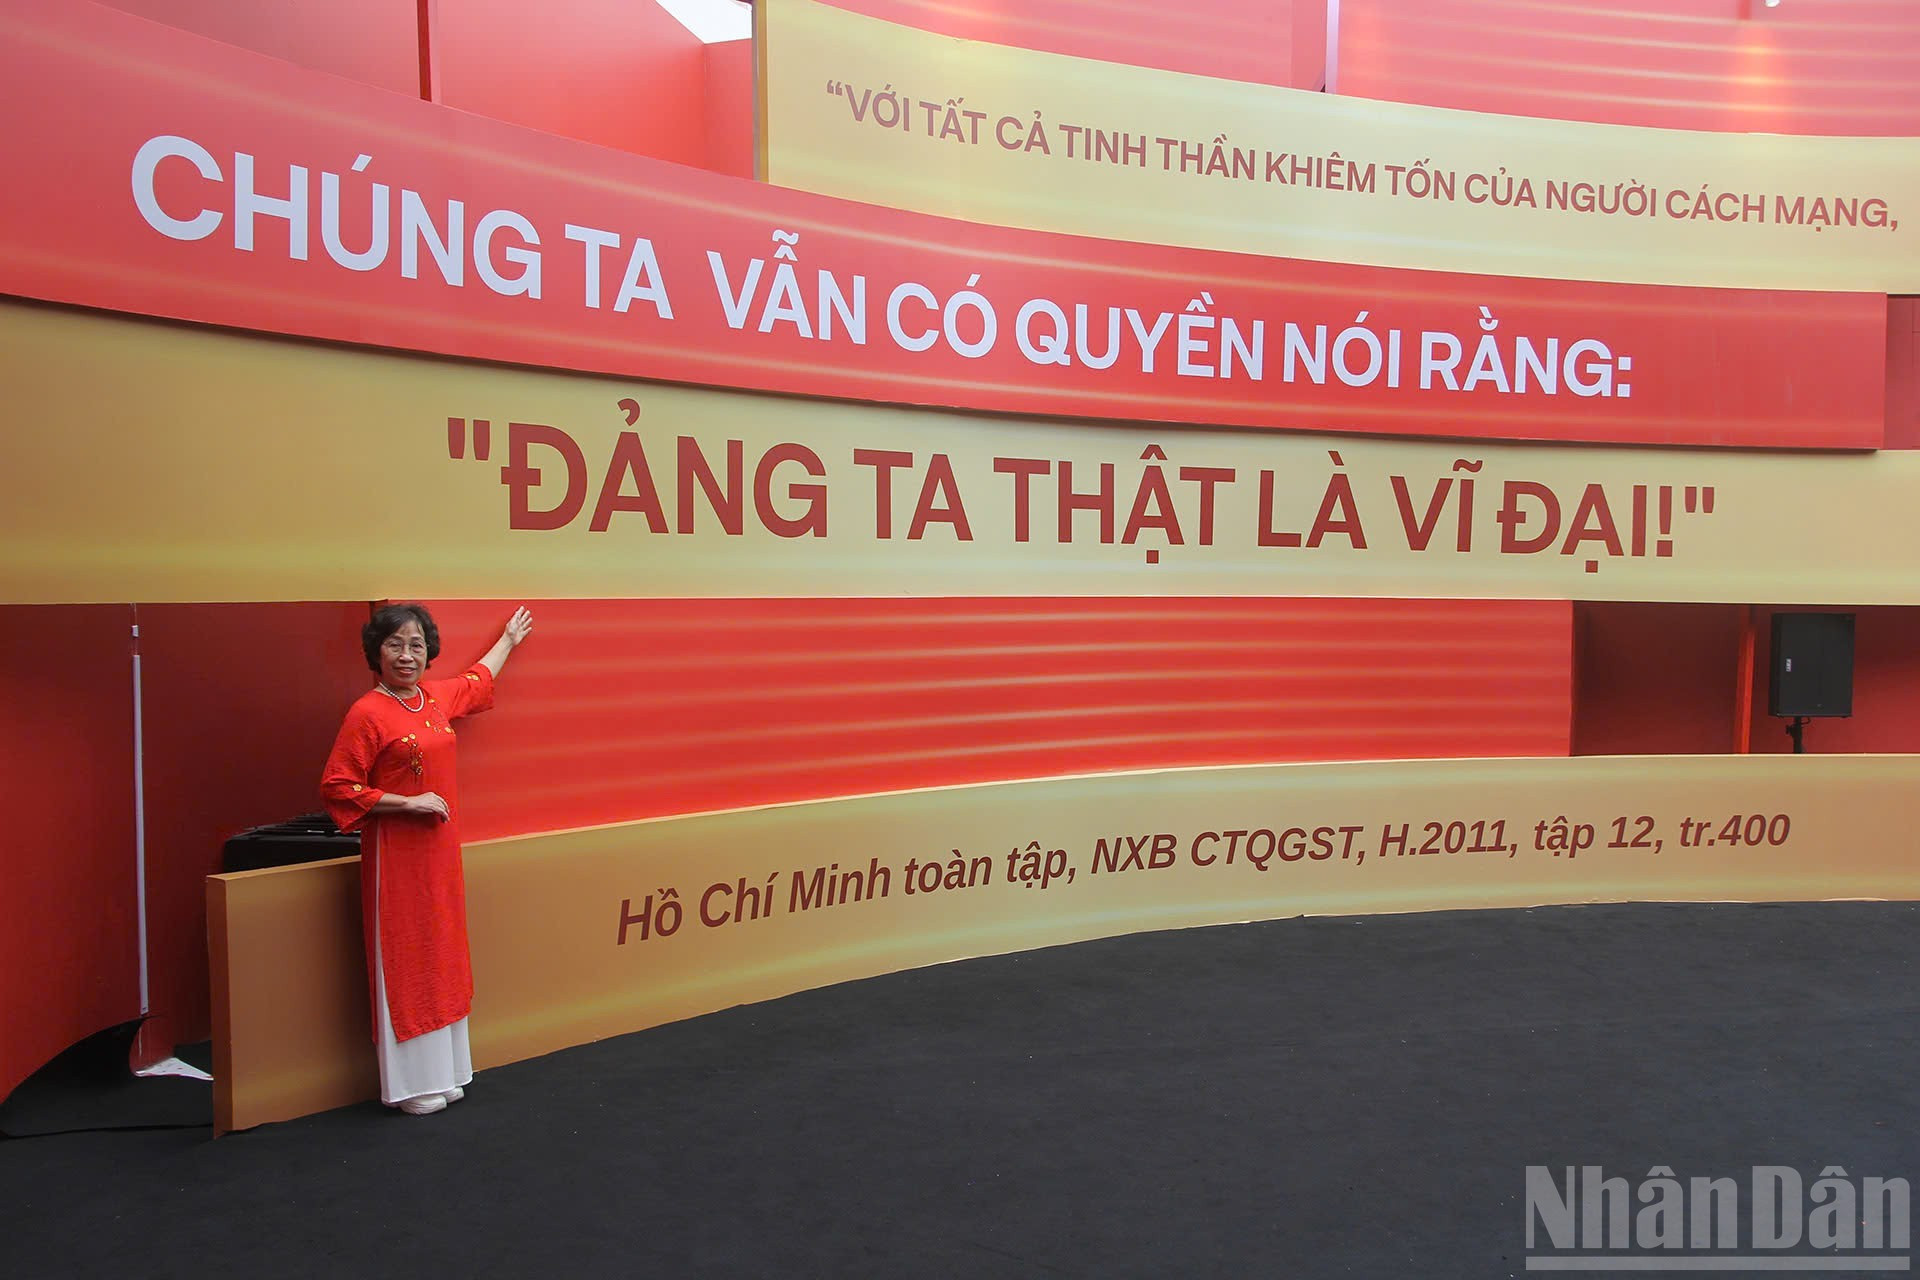 “VỚI TẤT CẢ TINH THẦN KHIÊM TỐN CỦA NGƯỜI CÁCH MẠNG,
CHÚNG TA VẪN CÓ QUYỀN NÓI RẰNG:
"ĐẢNG TA THẬT LÀ VĨ ĐẠI!"
Hồ Chí Minh toàn tập, NXB CTQGST, H.2011, tập 12, tr.400
NhânDân